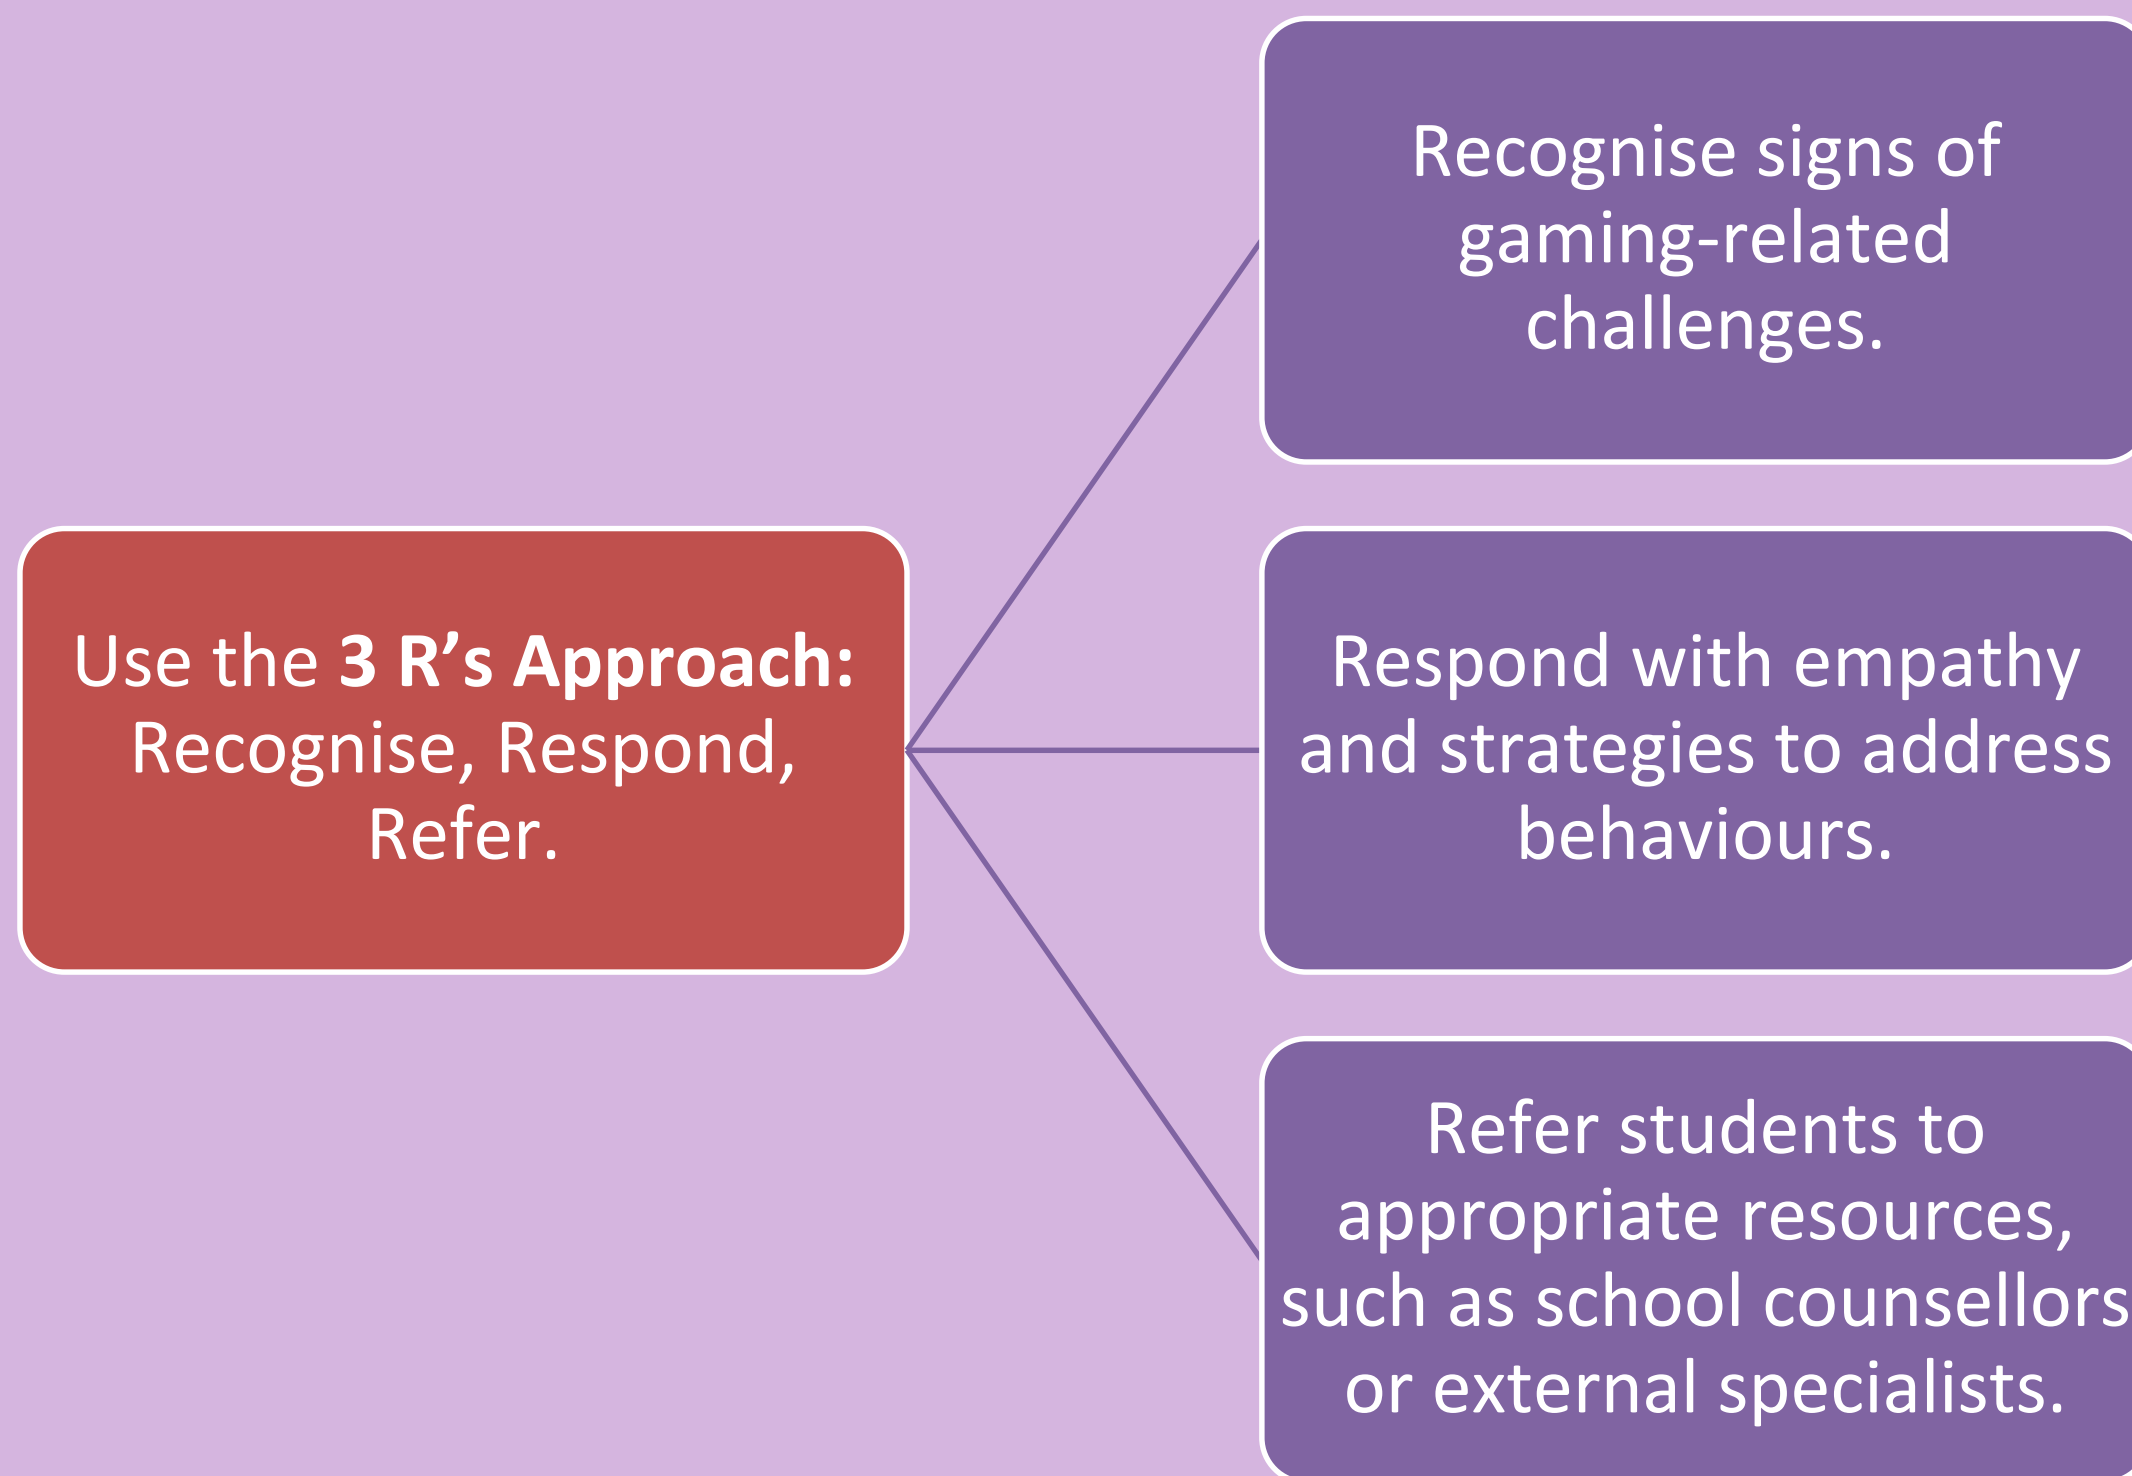 Use the 3 R’s Approach:
Recognise, Respond,
Refer.
Recognise signs of
gaming-related
challenges.
Respond with empathy
and strategies to address
behaviours.
Refer students to
appropriate resources,
such as school counsellors
or external specialists.